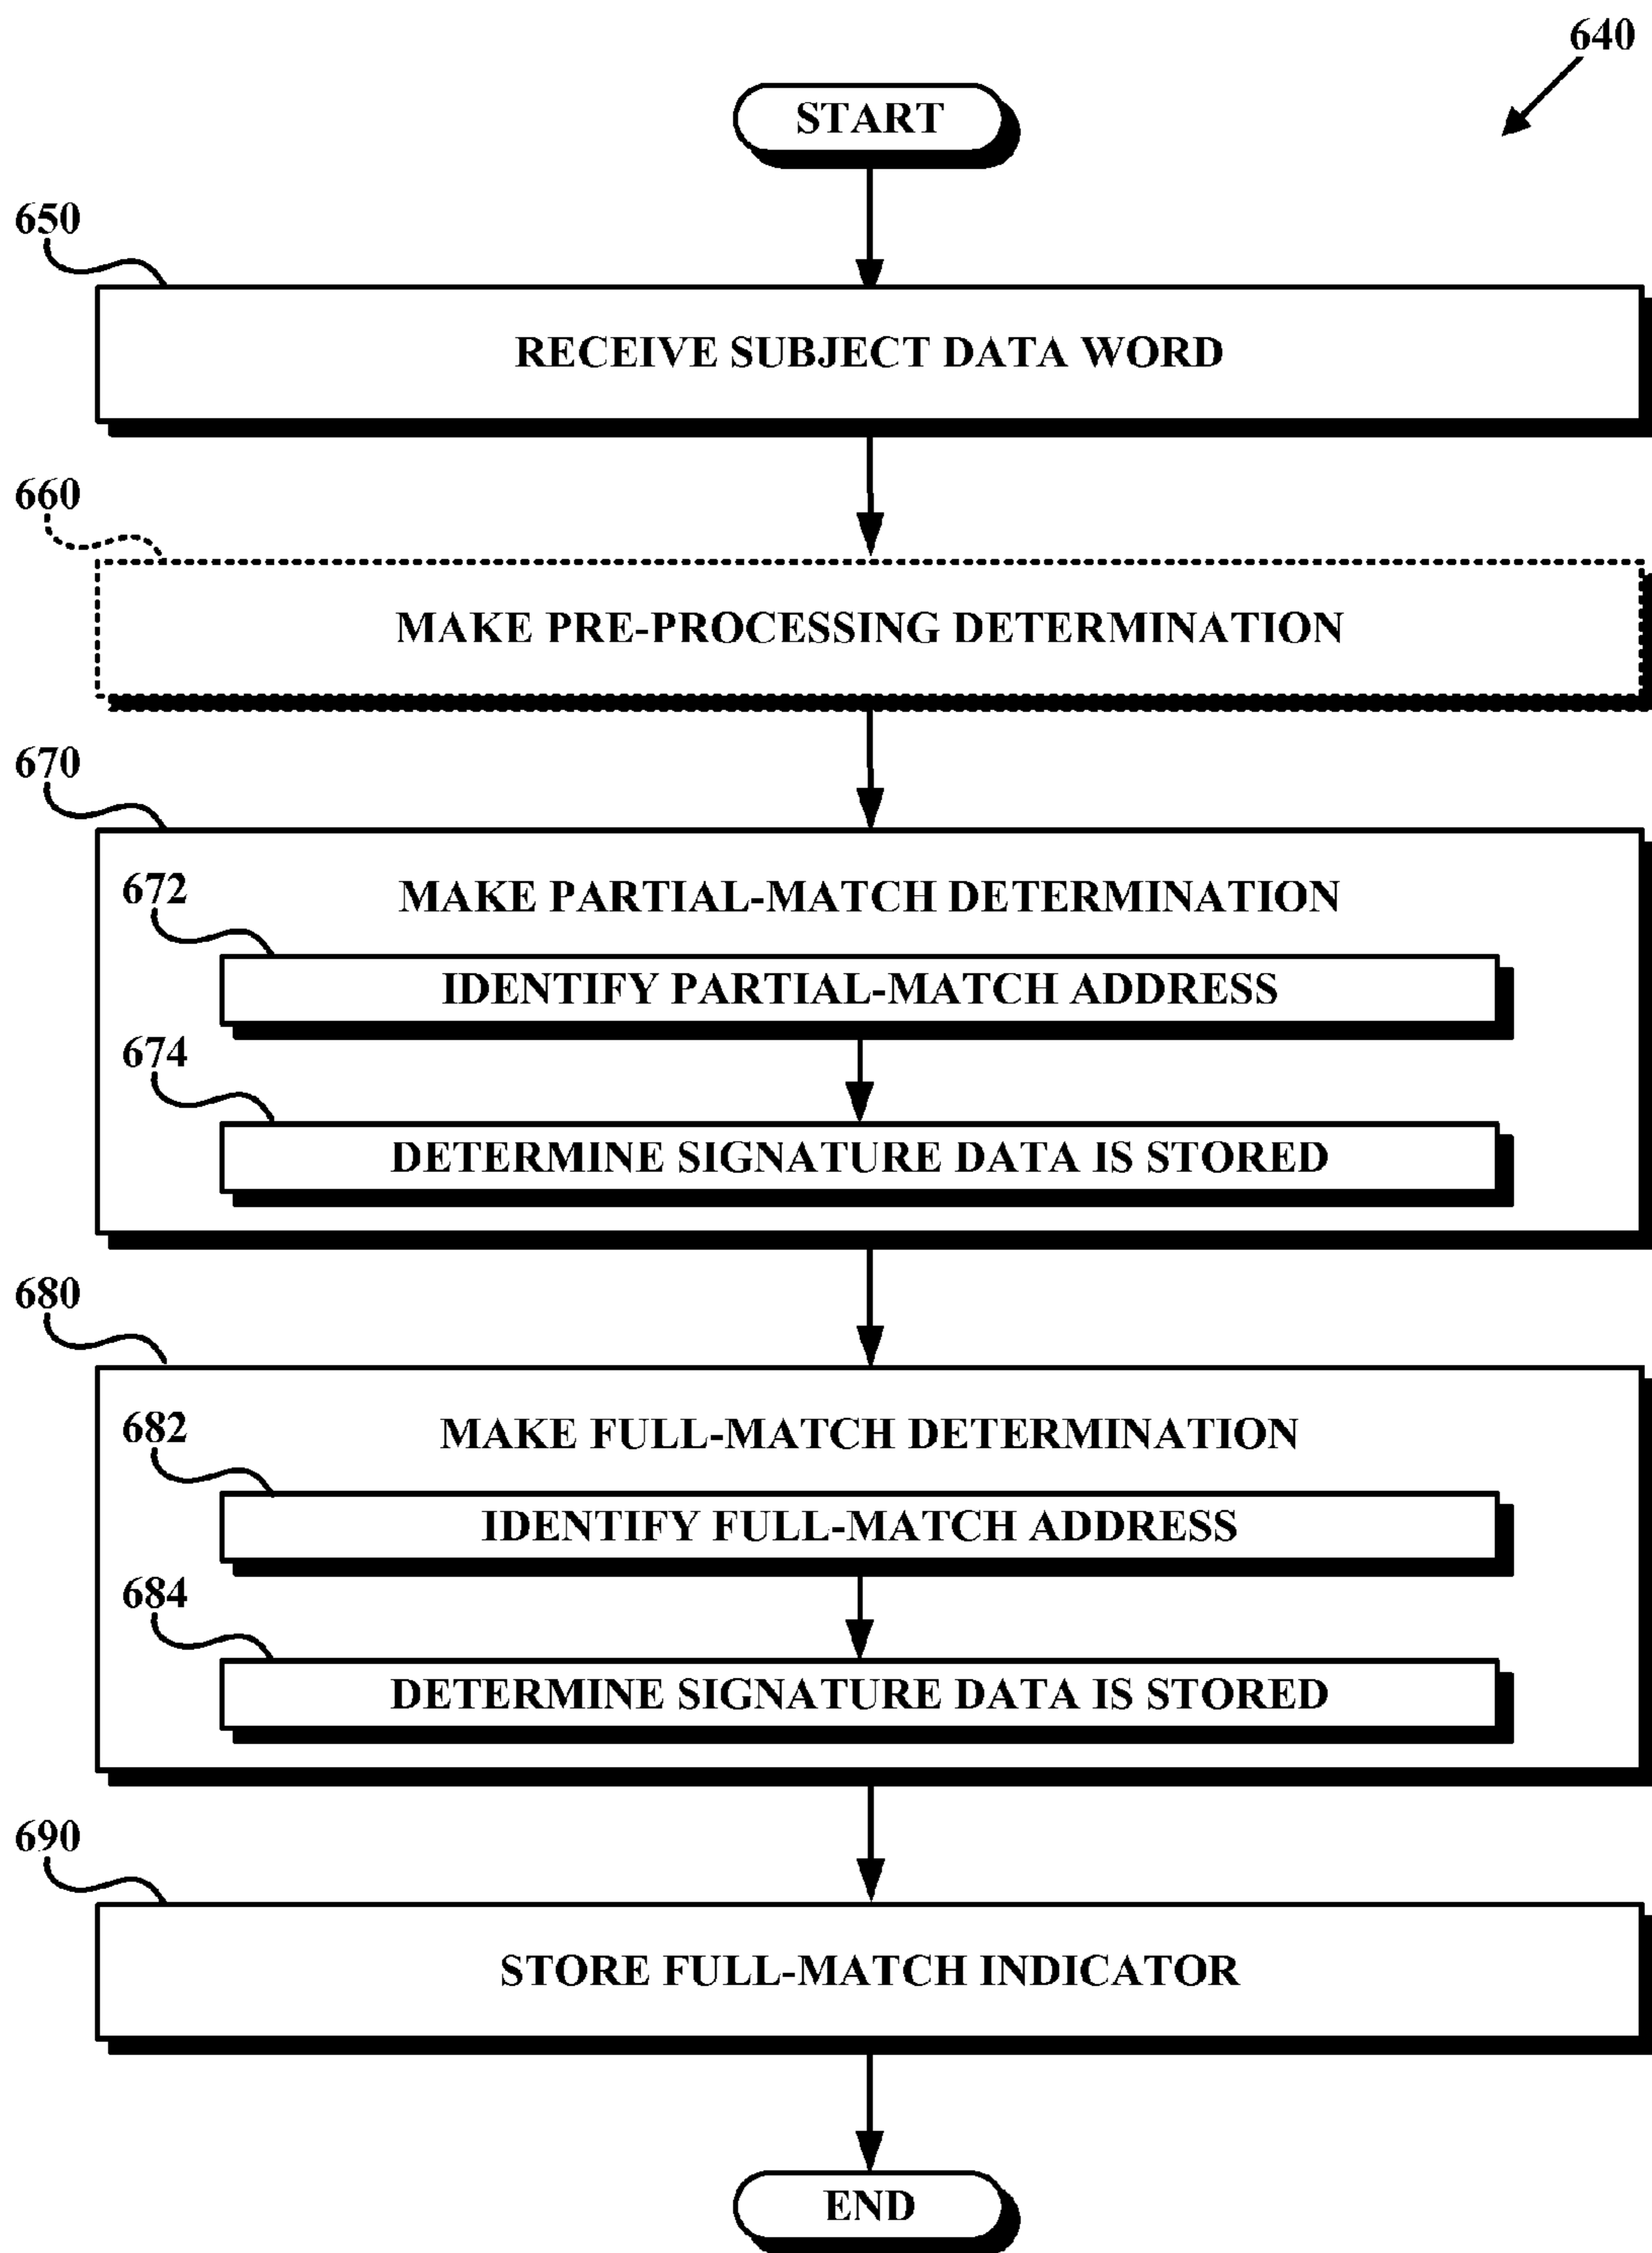 640
START
650
RECEIVE SUBJECT DATA WORD
660
MAKE PRE-PROCESSING DETERMINATION
670
MAKE PARTIAL-MATCH DETERMINATION
672
IDENTIFY PARTIAL-MATCH ADDRESS
674
DETERMINE SIGNATURE DATA IS STORED
680
MAKE FULL-MATCH DETERMINATION
682
IDENTIFY FULL-MATCH ADDRESS
684
DETERMINE SIGNATURE DATA IS STORED
690
STORE FULL-MATCH INDICATOR
END